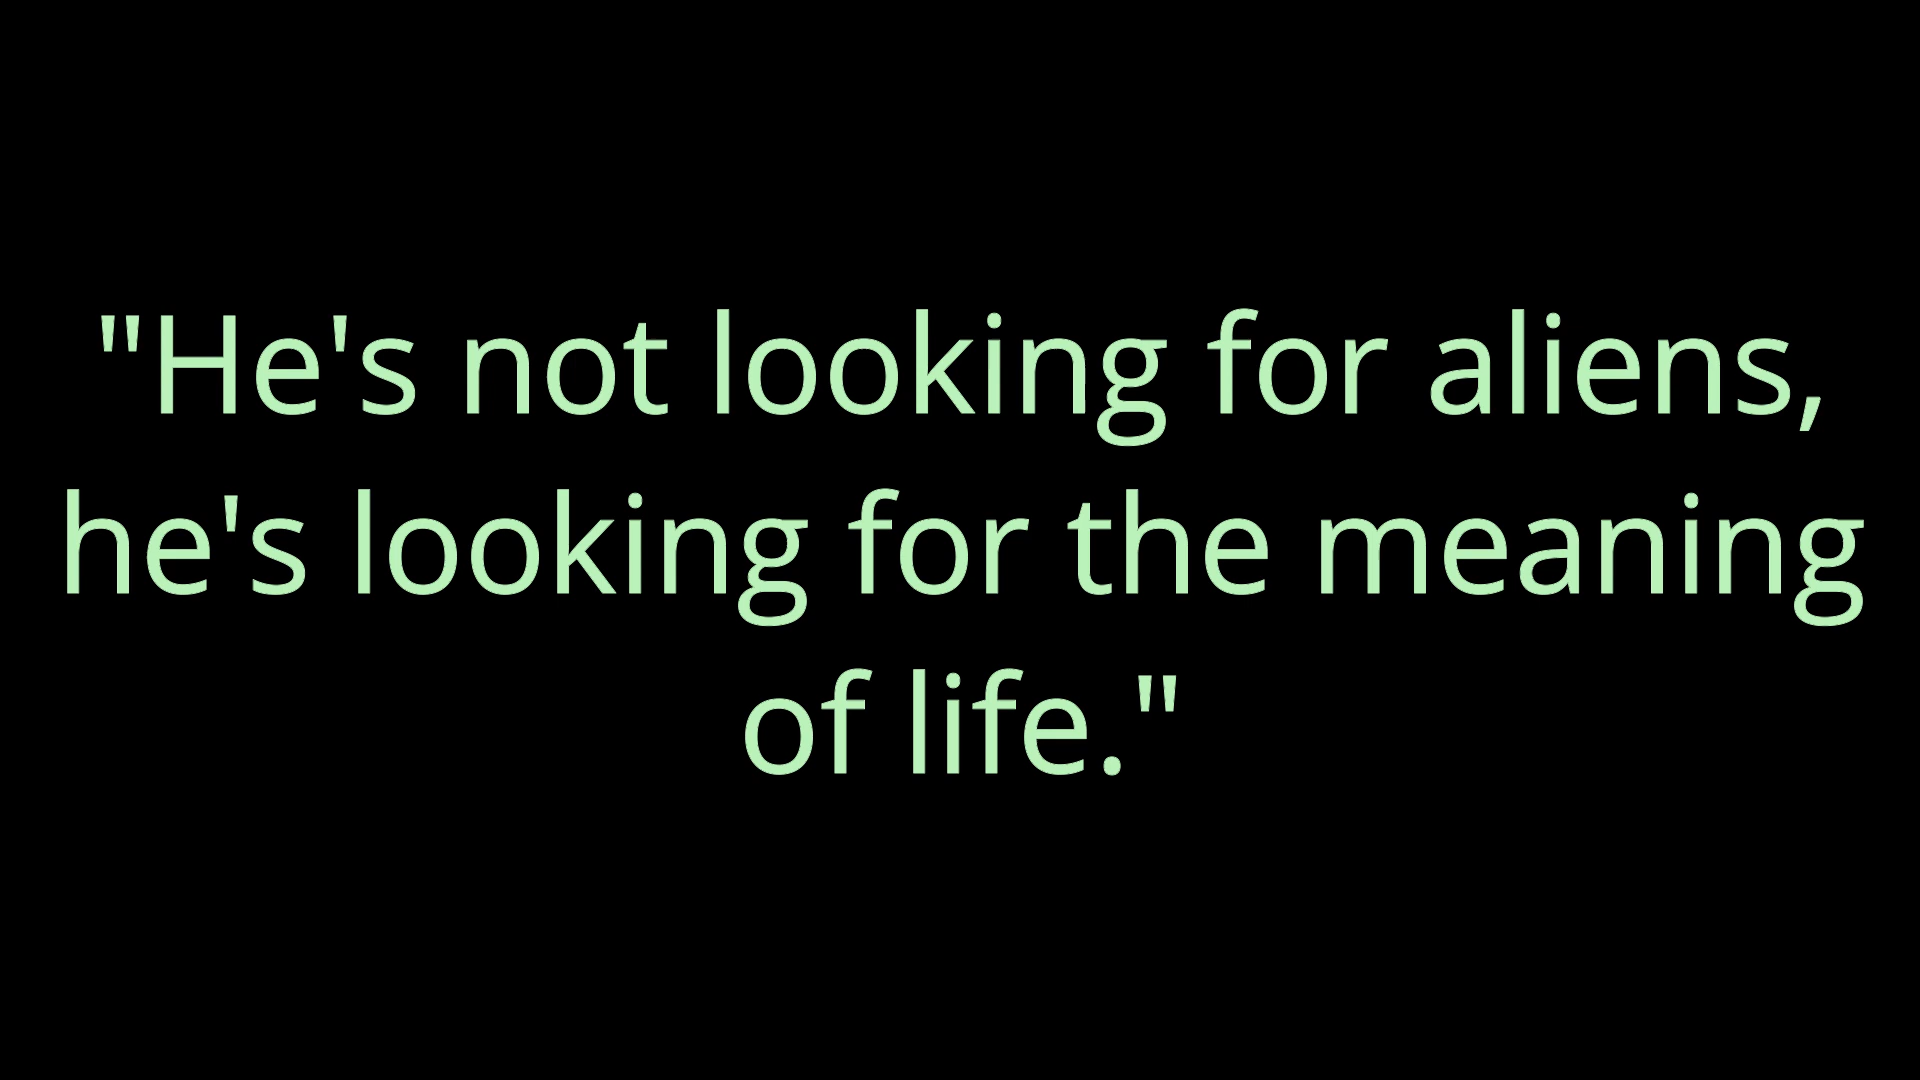 "He's not looking for aliens,
he's looking for the meaning
of life."